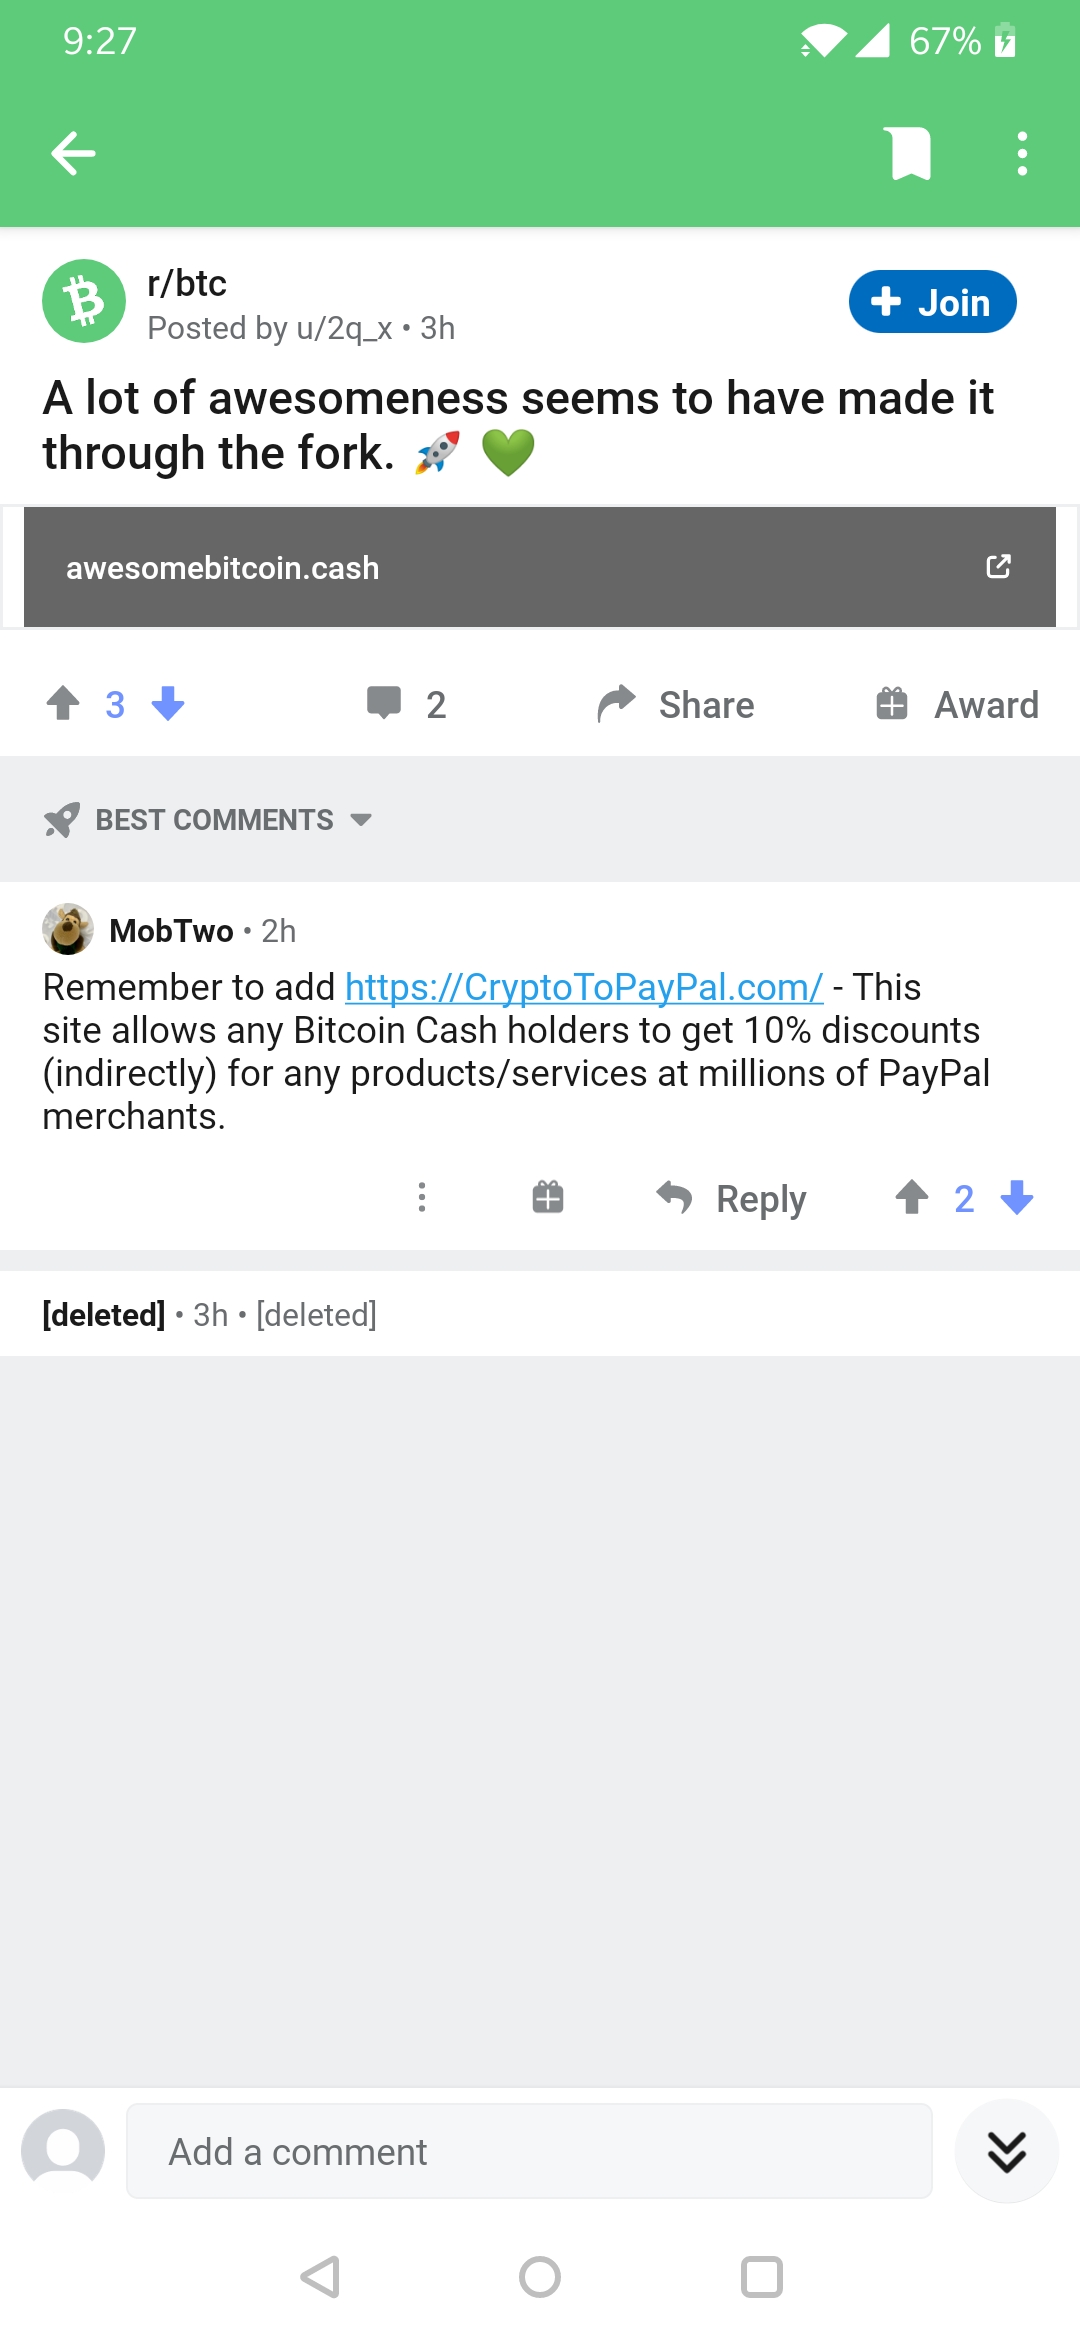 9:27
67%
r/btc
Posted by u/2q_x • 3h
Join
A lot of awesomeness seems to have made it
through the fork. 🚀 💚
awesomebitcoin.cash
3
2
Share
Award
BEST COMMENTS
MobTwo • 2h
Remember to add https://CryptoToPayPal.com/ - This
site allows any Bitcoin Cash holders to get 10% discounts
(indirectly) for any products/services at millions of PayPal
merchants.
Reply
2
[deleted] • 3h • [deleted]
Add a comment